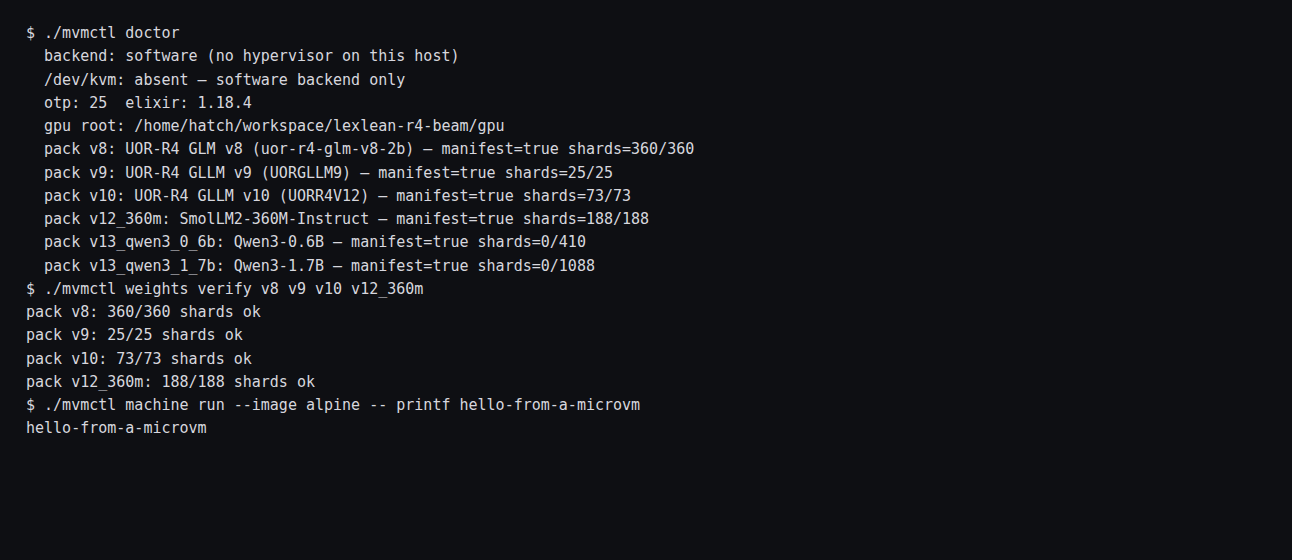 $ ./mvmctl doctor
  backend: software (no hypervisor on this host)
  /dev/kvm: absent — software backend only
  otp: 25  elixir: 1.18.4
  gpu root: /home/hatch/workspace/lexlean-r4-beam/gpu
  pack v8: UOR-R4 GLM v8 (uor-r4-glm-v8-2b) — manifest=true shards=360/360
  pack v9: UOR-R4 GLLM v9 (UORGLLM9) — manifest=true shards=25/25
  pack v10: UOR-R4 GLLM v10 (UORR4V12) — manifest=true shards=73/73
  pack v12_360m: SmolLM2-360M-Instruct — manifest=true shards=188/188
  pack v13_qwen3_0_6b: Qwen3-0.6B — manifest=true shards=0/410
  pack v13_qwen3_1_7b: Qwen3-1.7B — manifest=true shards=0/1088
$ ./mvmctl weights verify v8 v9 v10 v12_360m
pack v8: 360/360 shards ok
pack v9: 25/25 shards ok
pack v10: 73/73 shards ok
pack v12_360m: 188/188 shards ok
$ ./mvmctl machine run --image alpine -- printf hello-from-a-microvm
hello-from-a-microvm